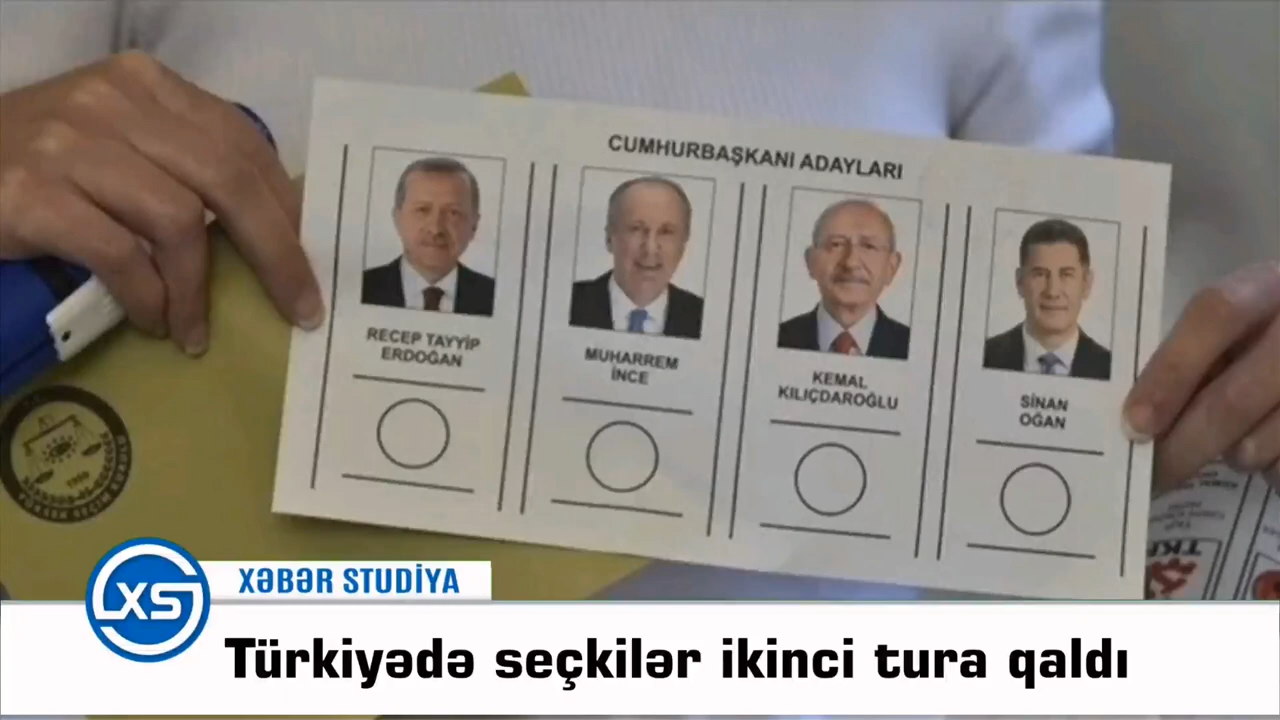 CUMHURBAŞKANI ADAYLARI
RECEP TAYYİP
ERDOĞAN
MUHARREM
İNCE
KEMAL
KILIÇDAROĞLU
SİNAN
OĞAN
XS
XƏBƏR STUDİYA
Türkiyədə seçkilər ikinci tura qaldı